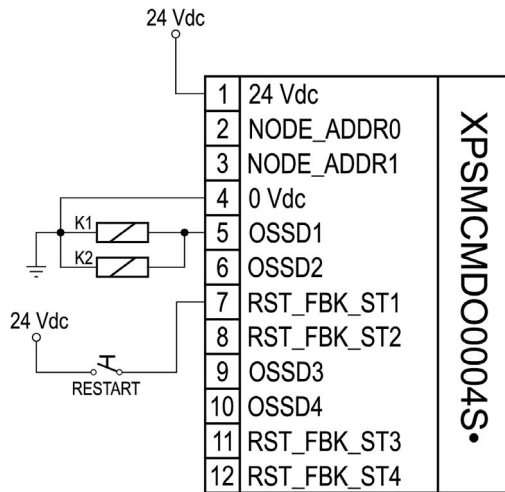 24 Vdc
1 24 Vdc
2 NODE_ADDR0
3 NODE_ADDR1
4 0 Vdc
K1
5 OSSD1
K2
6 OSSD2
7 RST_FBK_ST1
24 Vdc
8 RST_FBK_ST2
RESTART
9 OSSD3
10 OSSD4
11 RST_FBK_ST3
12 RST_FBK_ST4
XPSMCMDO0004S•